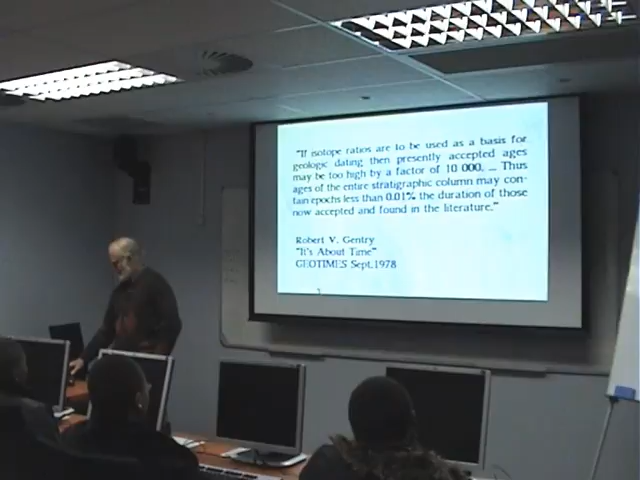 "If isotope ratios are to be used as a basis for
geologic dating then presently accepted ages
may be too high by a factor of 10 000, ... Thus
ages of the entire stratigraphic column may con-
tain epochs less than 0.01% the duration of those
now accepted and found in the literature."
Robert V. Gentry
"It's About Time"
GEOTIMES Sept.1978